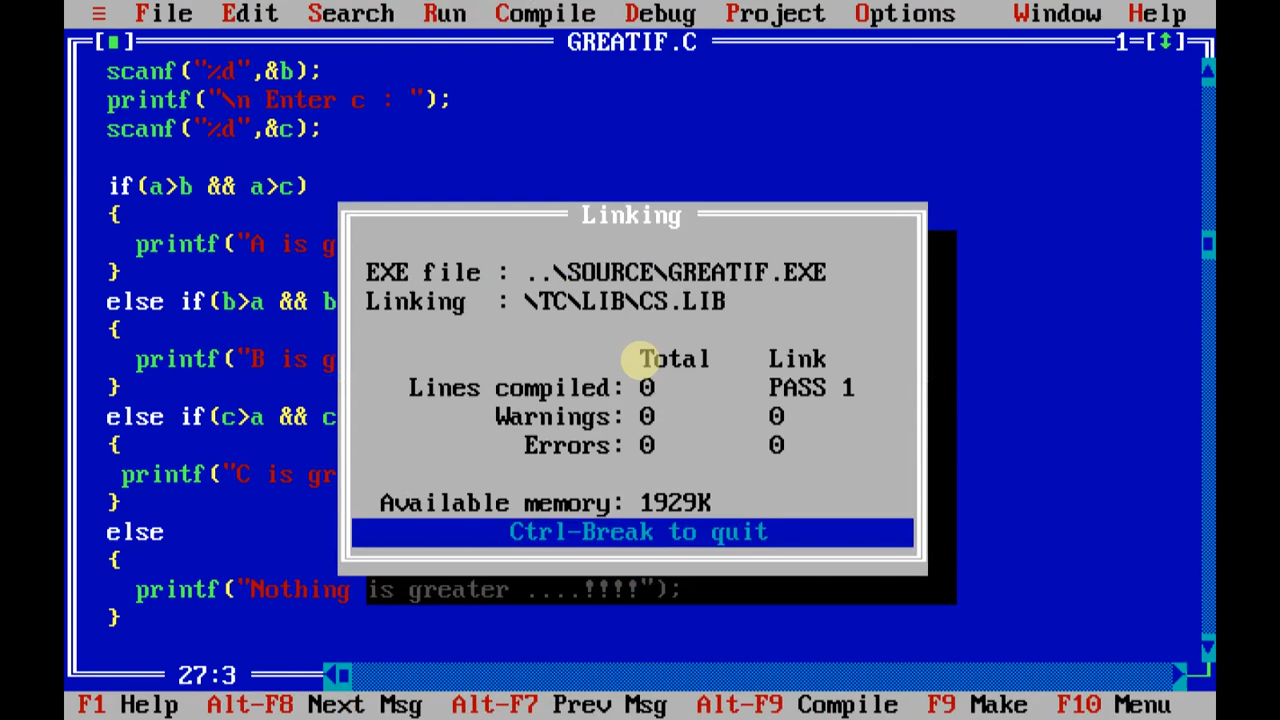 ≡ File Edit Search Run Compile Debug Project Options Window Help
[■] GREATIF.C 1=[↕]
scanf("%d",&b);
printf("\n Enter c : ");
scanf("%d",&c);
if(a>b && a>c)
{
printf("A is g
}
else if(b>a && b
{
printf("B is g
}
else if(c>a && c
{
printf("C is gr
}
else
{
printf("Nothing is greater ....!!!!");
}
27:3
Linking
EXE file : ..\SOURCE\GREATIF.EXE
Linking : \TC\LIB\CS.LIB
Total Link
Lines compiled: 0 PASS 1
Warnings: 0 0
Errors: 0 0
Available memory: 1929K
Ctrl-Break to quit
F1 Help Alt-F8 Next Msg Alt-F7 Prev Msg Alt-F9 Compile F9 Make F10 Menu